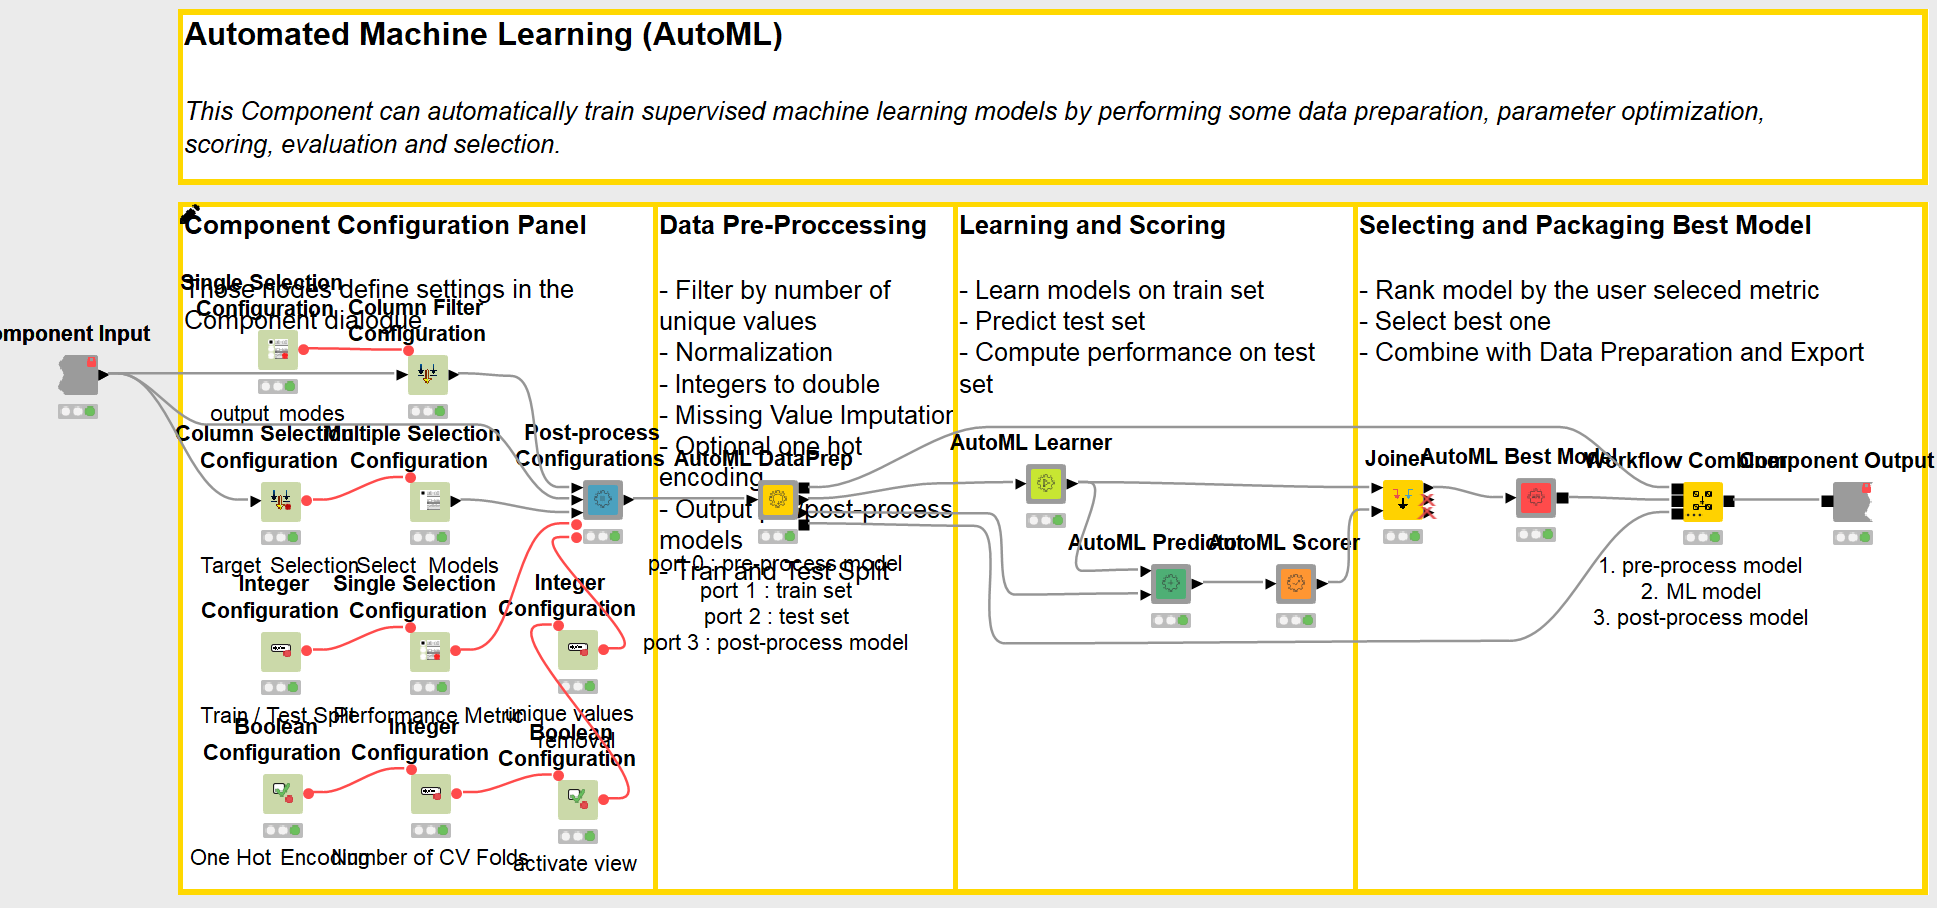 Automated Machine Learning (AutoML)
This Component can automatically train supervised machine learning models by performing some data preparation, parameter optimization,
scoring, evaluation and selection.
Component Configuration Panel
Those nodes define settings in the
Component dialogue
Data Pre-Proccessing
- Filter by number of
unique values
- Normalization
- Integers to double
- Missing Value Imputation
- Optional one hot
encoding
- Output /post-process
models
- Tran and Test Split
Learning and Scoring
- Learn models on train set
- Predict test set
- Compute performance on test
set
Selecting and Packaging Best Model
- Rank model by the user seleced metric
- Select best one
- Combine with Data Preparation and Export
omponent Input
Single Selection
Configuration
output modes
Column Filter
Configuration
Column Selection
Configuration
Target Selection
Multiple Selection
Configuration
Select Models
Post-process
Configurations
Integer
Configuration
Train / Test Split
Single Selection
Configuration
Performance Metric
Integer
Configuration
unique values
removal
Boolean
Configuration
One Hot Encoding
Integer
Configuration
Number of CV Folds
Boolean
Configuration
activate view
AutoML DataPrep
port 0 : pre-process model
port 1 : train set
port 2 : test set
port 3 : post-process model
AutoML Learner
AutoML Predictor
AutoML Scorer
Joiner
AutoML Best Model
Workflow Combiner
1. pre-process model
2. ML model
3. post-process model
Component Output